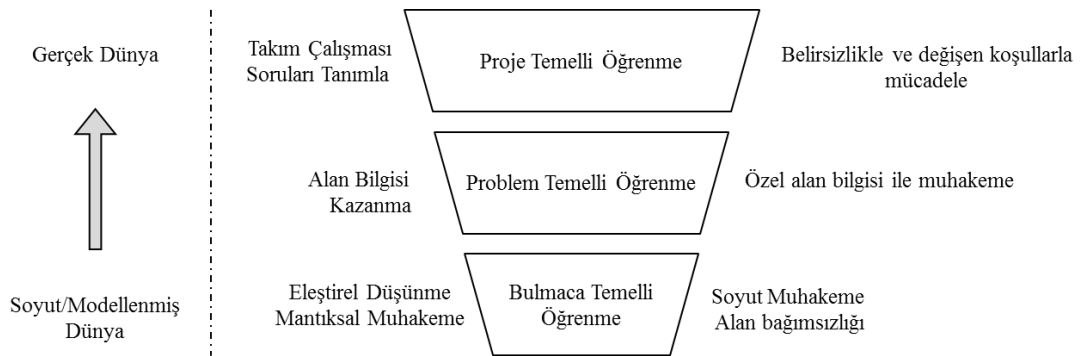 Gerçek Dünya
Takım Çalışması
Soruları Tanımla
Proje Temelli Öğrenme
Belirsizlikle ve değişen koşullarla
mücadele
Alan Bilgisi
Kazanma
Problem Temelli Öğrenme
Özel alan bilgisi ile muhakeme
Soyut/Modellenmiş
Dünya
Eleştirel Düşünme
Mantıksal Muhakeme
Bulmaca Temelli
Öğrenme
Soyut Muhakeme
Alan bağımsızlığı